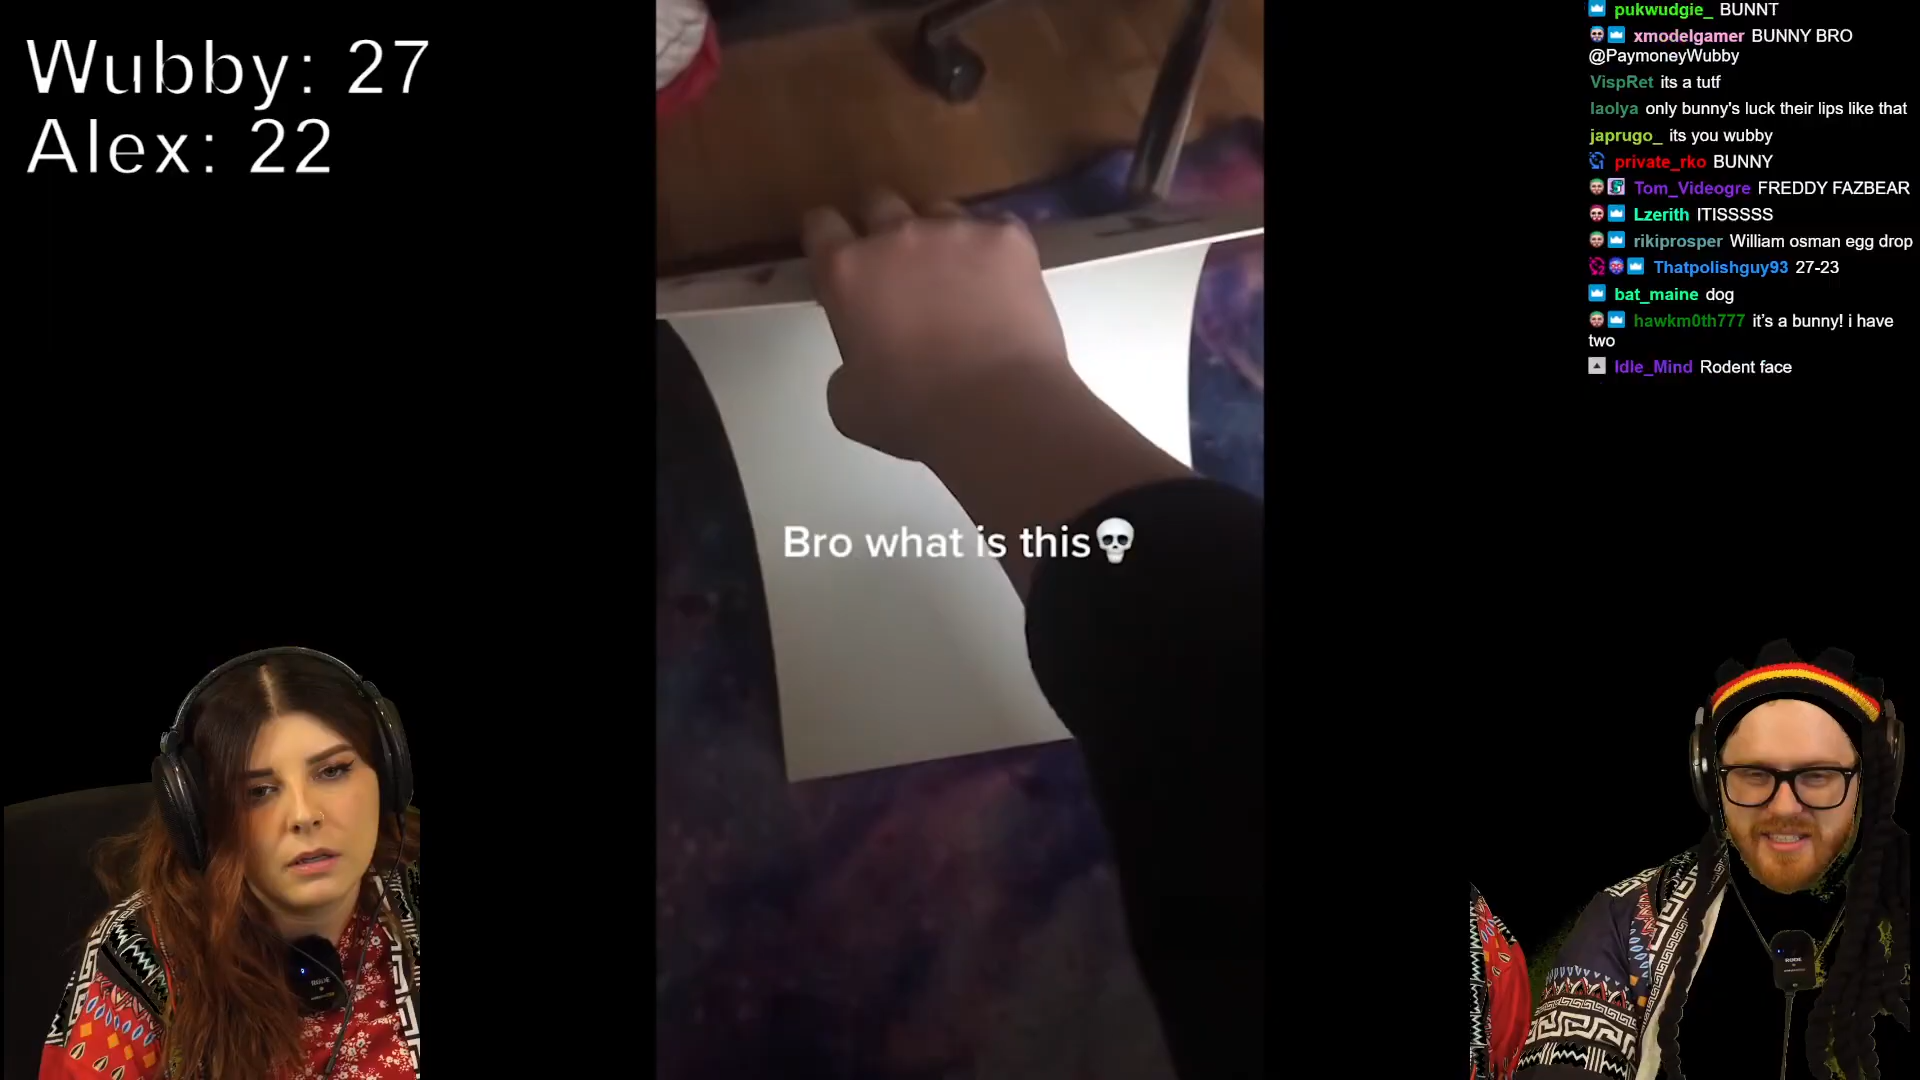 Wubby: 27
Alex: 22
Bro what is this💀
pukwudgie_ BUNNT
xmodelgamer BUNNY BRO
@PaymoneyWubby
VispRet its a tutf
laolya only bunny's luck their lips like that
japrugo_ its you wubby
private_rko BUNNY
Tom_Videogre FREDDY FAZBEAR
Lzerith ITISSSSS
rikiprosper William osman egg drop
Thatpolishguy93 27-23
bat_maine dog
hawkm0th777 it's a bunny! i have
two
Idle_Mind Rodent face
RODE